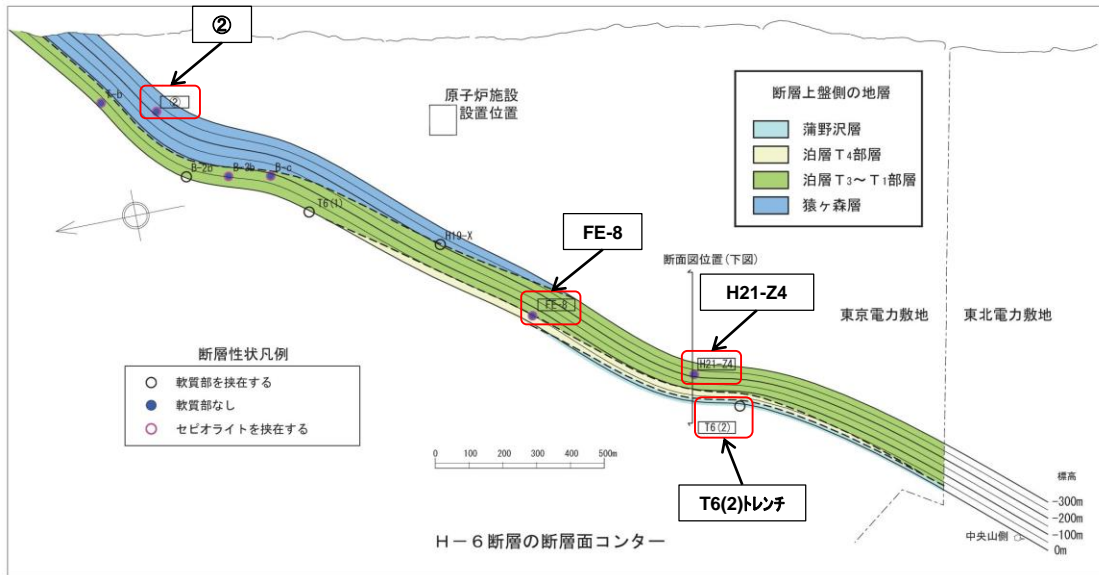 ②
F-b
(2)
原子炉施設
設置位置
断層上盤側の地層
蒲野沢層
泊層T4部層
泊層T3～T1部層
猿ヶ森層
B-2a
B-3b
B-c
T6(1)
H19-X
FE-8
FE-8
断面図位置(下図)
H21-Z4
H21-Z4
東京電力敷地
東北電力敷地
断層性状凡例
軟質部を挟在する
軟質部なし
セピオライトを挟在する
T6(2)
0 100 200 300 400 500m
T6(2)トレンチ
標高
-300m
-200m
-100m
0m
中央山側
H－6断層の断層面コンター